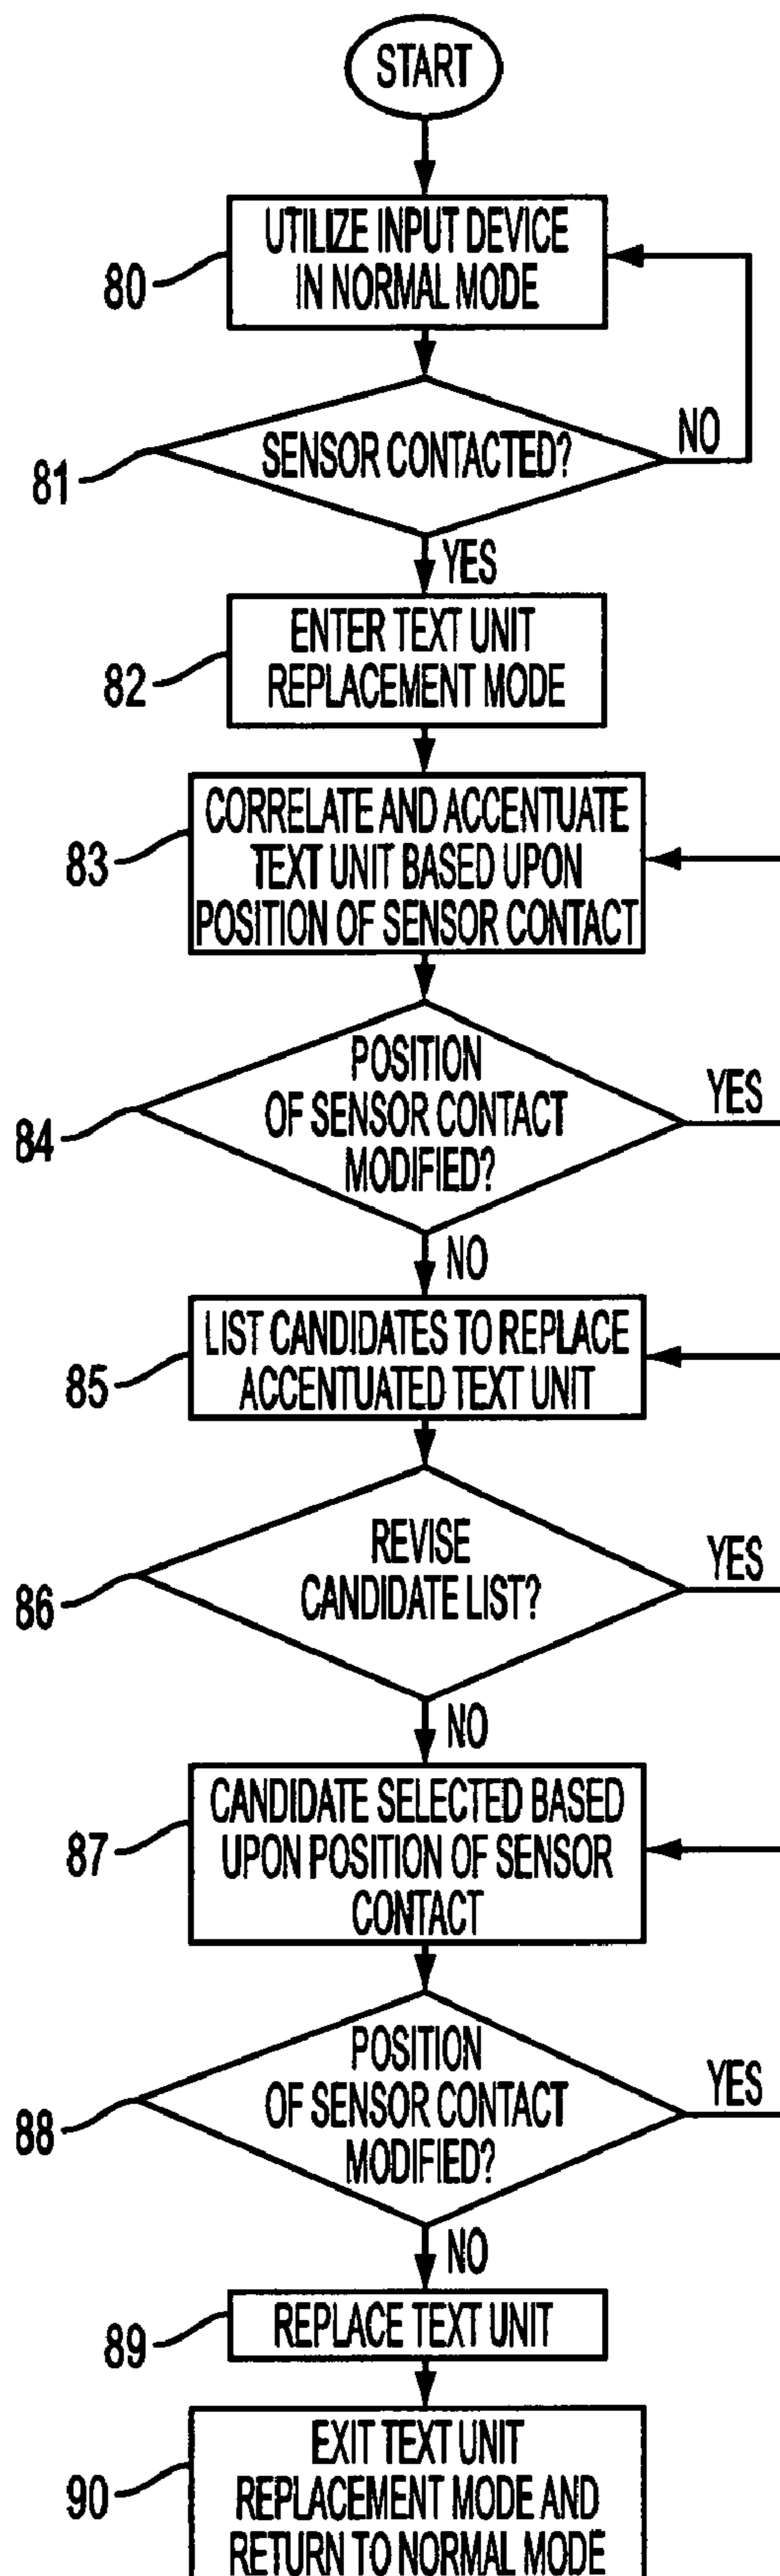 START
80
UTILIZE INPUT DEVICE
IN NORMAL MODE
81
SENSOR CONTACTED?
NO
YES
82
ENTER TEXT UNIT
REPLACEMENT MODE
83
CORRELATE AND ACCENTUATE
TEXT UNIT BASED UPON
POSITION OF SENSOR CONTACT
84
POSITION
OF SENSOR CONTACT
MODIFIED?
YES
NO
85
LIST CANDIDATES TO REPLACE
ACCENTUATED TEXT UNIT
86
REVISE
CANDIDATE LIST?
YES
NO
87
CANDIDATE SELECTED BASED
UPON POSITION OF SENSOR
CONTACT
88
POSITION
OF SENSOR CONTACT
MODIFIED?
YES
NO
89
REPLACE TEXT UNIT
90
EXIT TEXT UNIT
REPLACEMENT MODE AND
RETURN TO NORMAL MODE